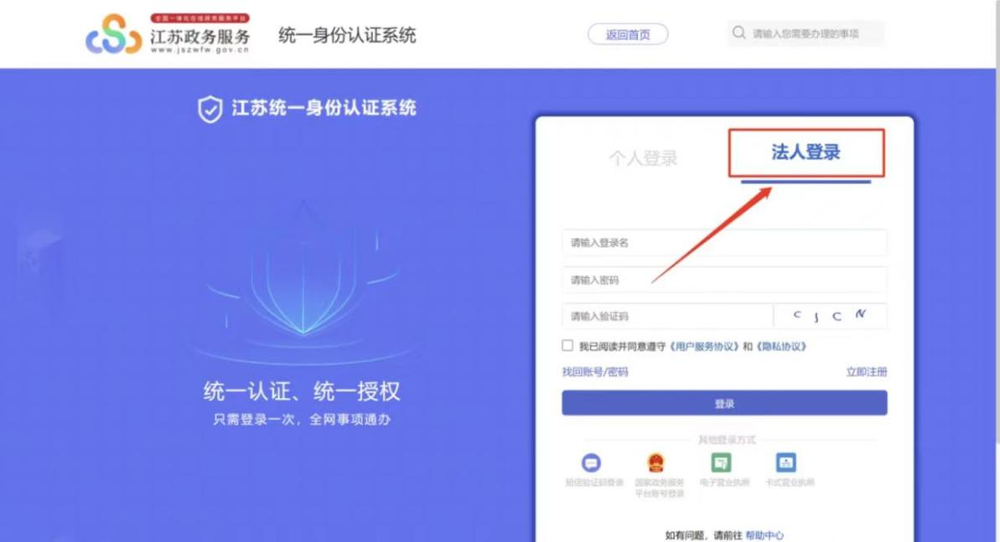 全国一体化在线政务服务平台
江苏政务服务
www.jszwfw.gov.cn
统一身份认证系统
返回首页
请输入您需要办理的事项
江苏统一身份认证系统
个人登录
法人登录
请输入登录名
请输入密码
请输入验证码
C J C N
我已阅读并同意遵守《用户服务协议》和《隐私协议》
找回账号/密码
立即注册
登录
统一认证、统一授权
只需登录一次，全网事项通办
其他登录方式
短信验证码登录
国家政务服务
平台账号登录
电子营业执照
卡式营业执照
如有问题，请前往 帮助中心